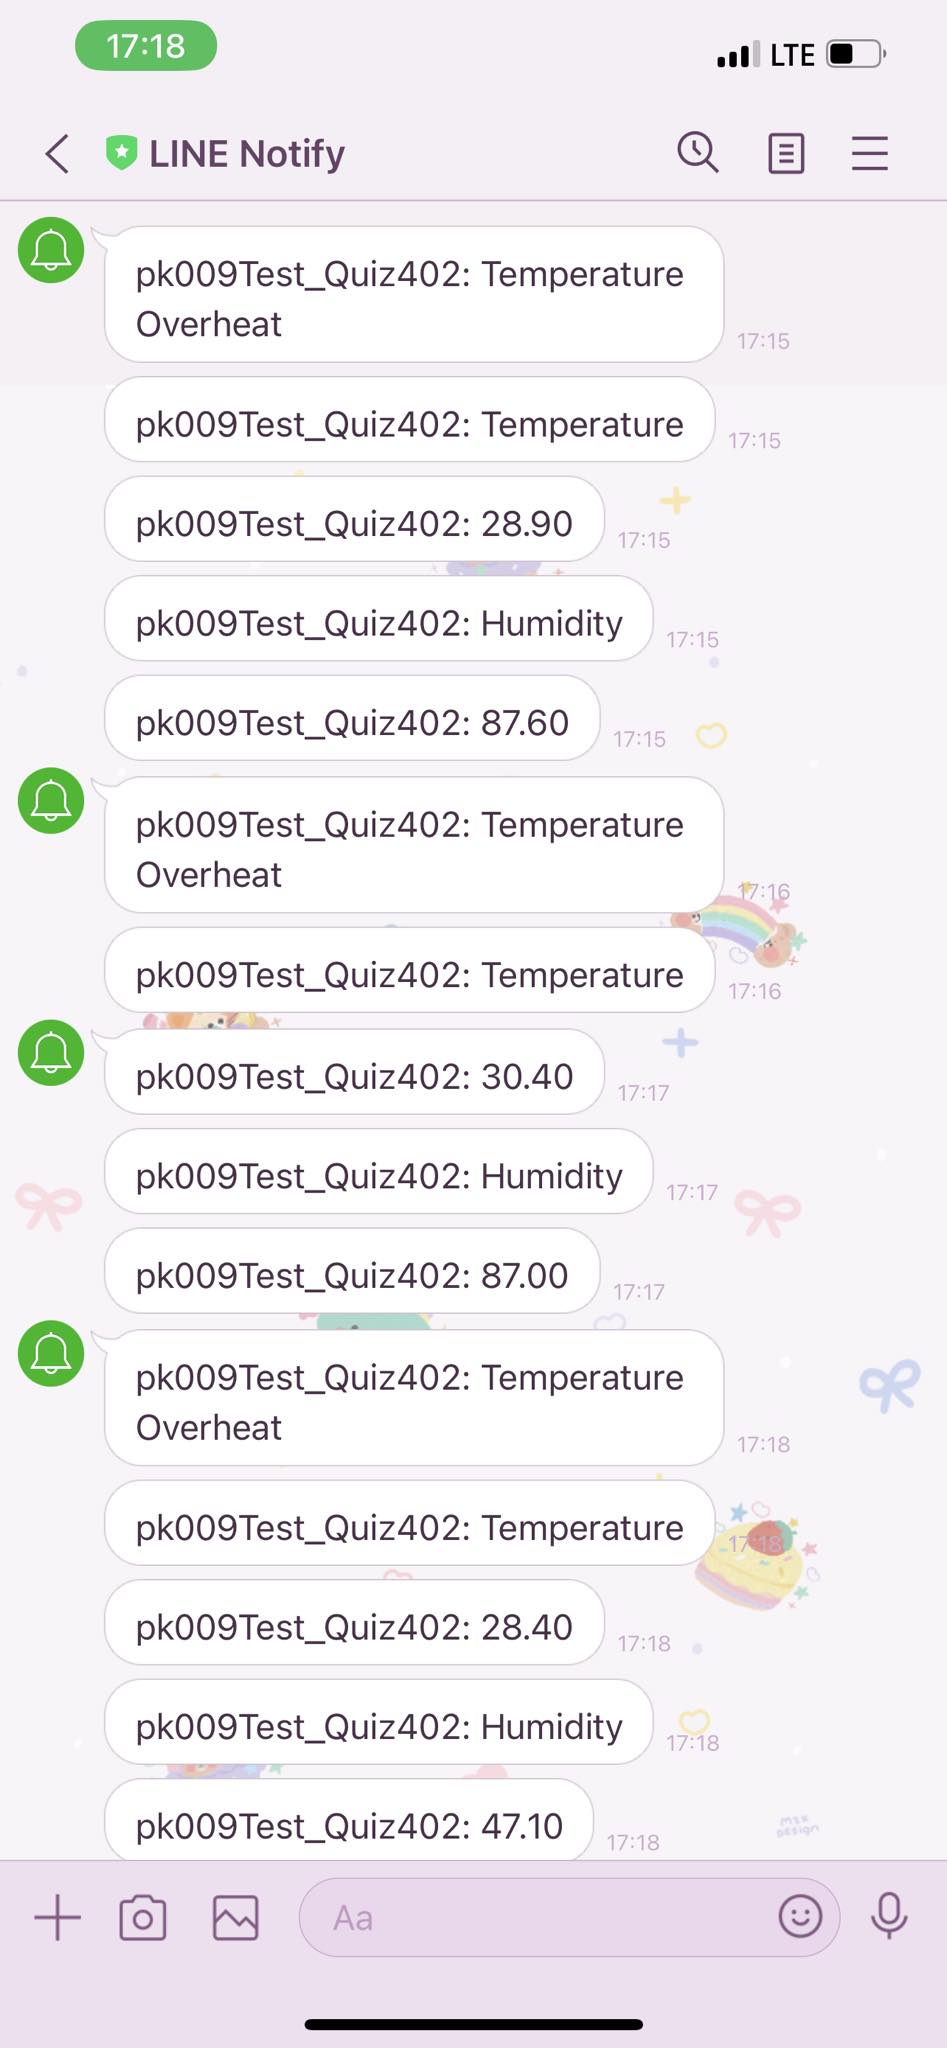 17:18
LTE
LINE Notify
pk009Test_Quiz402: Temperature
Overheat
17:15
pk009Test_Quiz402: Temperature
17:15
pk009Test_Quiz402: 28.90
17:15
pk009Test_Quiz402: Humidity
17:15
pk009Test_Quiz402: 87.60
17:15
pk009Test_Quiz402: Temperature
Overheat
17:16
pk009Test_Quiz402: Temperature
17:16
pk009Test_Quiz402: 30.40
17:17
pk009Test_Quiz402: Humidity
17:17
pk009Test_Quiz402: 87.00
17:17
pk009Test_Quiz402: Temperature
Overheat
17:18
pk009Test_Quiz402: Temperature
17:18
pk009Test_Quiz402: 28.40
17:18
pk009Test_Quiz402: Humidity
17:18
pk009Test_Quiz402: 47.10
17:18
DESIGN
Aa